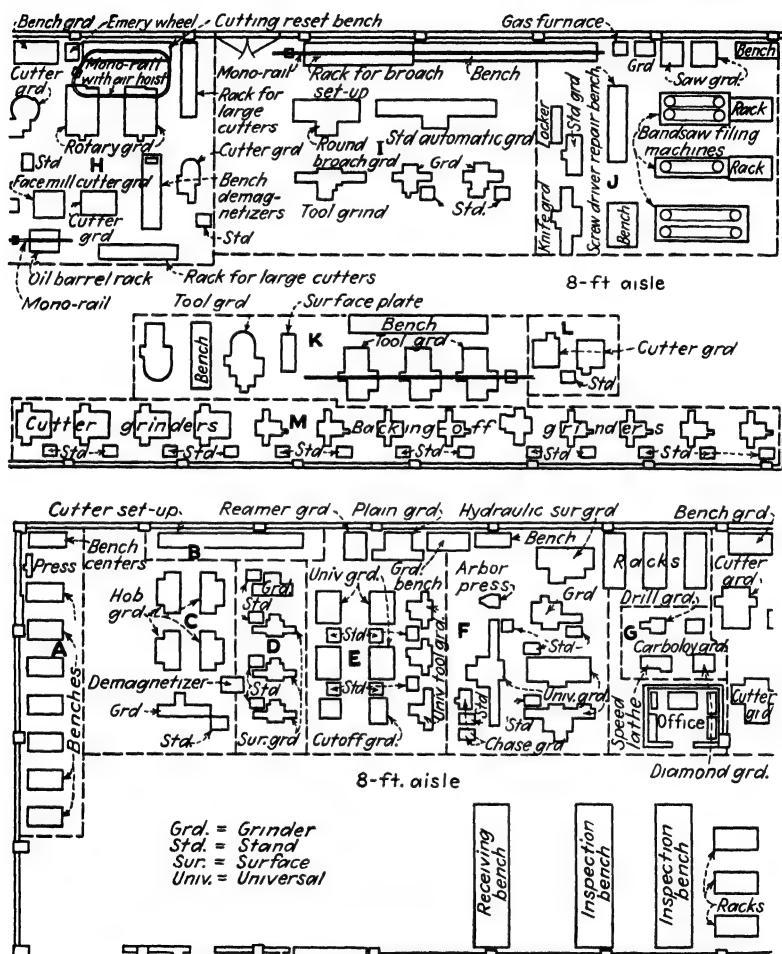 Bench grd
Emery wheel
Cutting reset bench
Gas furnace
Mono-rail
with air hoist
Cutter
grd
Rotary grd
Rack for
large
cutters
Mono-rail
Rack for broach
set-up
Bench
Grd
Saw grd.
Bench
Std
H
Cutter grd
Round
broach grd
I
Std automatic grd
Locker
Std grd
Screw driver repair bench
Rack
Bandsaw filing
machines
Rack
J
Face mill cutter grd
Cutter
grd
Bench
demag-
netizers
Std
Tool grind
Grd
Std.
Knife grd
Bench
Oil barrel rack
Mono-rail
Rack for large cutters
8-ft aisle
Tool grd
Surface plate
Bench
K
Bench
Tool grd
L
Cutter grd
Std
Cutter grinders
M
Backing-off grinders
Std
Std
Std
Std
Std
Std
Cutter set-up
Reamer grd
Plain grd
Hydraulic sur grd
Bench grd
Bench
centers
Press
B
Grd.
bench
Bench
Racks
Cutter
grd
Hob
grd
C
A
Benches
Std
Grd.
D
Std
Univ grd.
Std
E
Std
Univ tool grd.
Arbor
press
F
Grd
Std
Drill grd.
G
Carboloy grd.
Demagnetizer
Grd
Std.
Sur. grd
Cutoff grd.
Std
Std
Univ. grd.
Chase grd
Speed
lathe
Office
Cutter
grd
Diamond grd.
8-ft. aisle
Grd. = Grinder
Std. = Stand
Sur. = Surface
Univ. = Universal
Receiving
bench
Inspection
bench
Inspection
bench
Racks